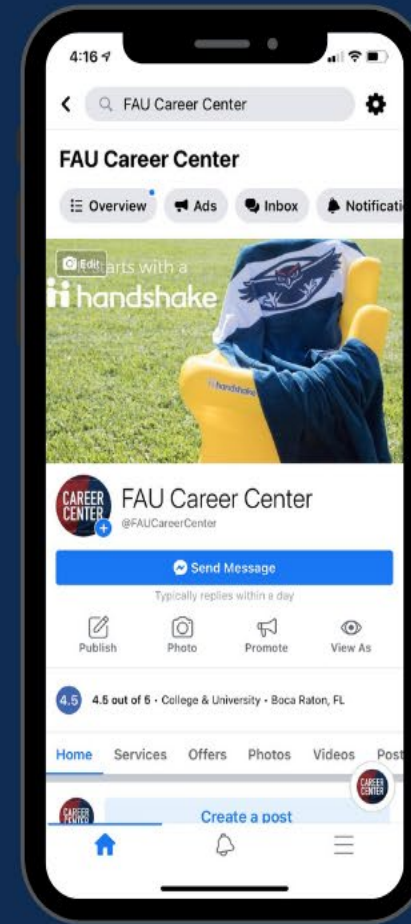 4:16
FAU Career Center
FAU Career Center
Overview
Ads
Inbox
Notificati
Edit
arts with a
handshake
handshake
CAREER
CENTER
FAU Career Center
@FAUCareerCenter
Send Message
Typically replies within a day
Publish
Photo
Promote
View As
4.5
4.5 out of 5 · College & University · Boca Raton, FL
Home
Services
Offers
Photos
Videos
Post
CAREER
CENTER
CAREER
CENTER
Create a post